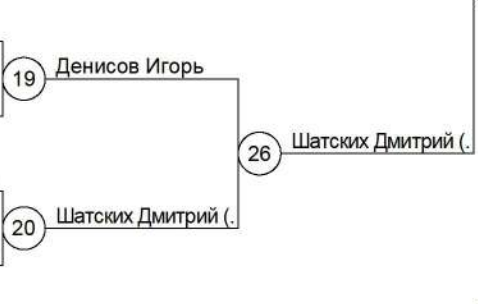 Денисов Игорь
19
Шатских Дмитрий (.
26
Шатских Дмитрий (.
20